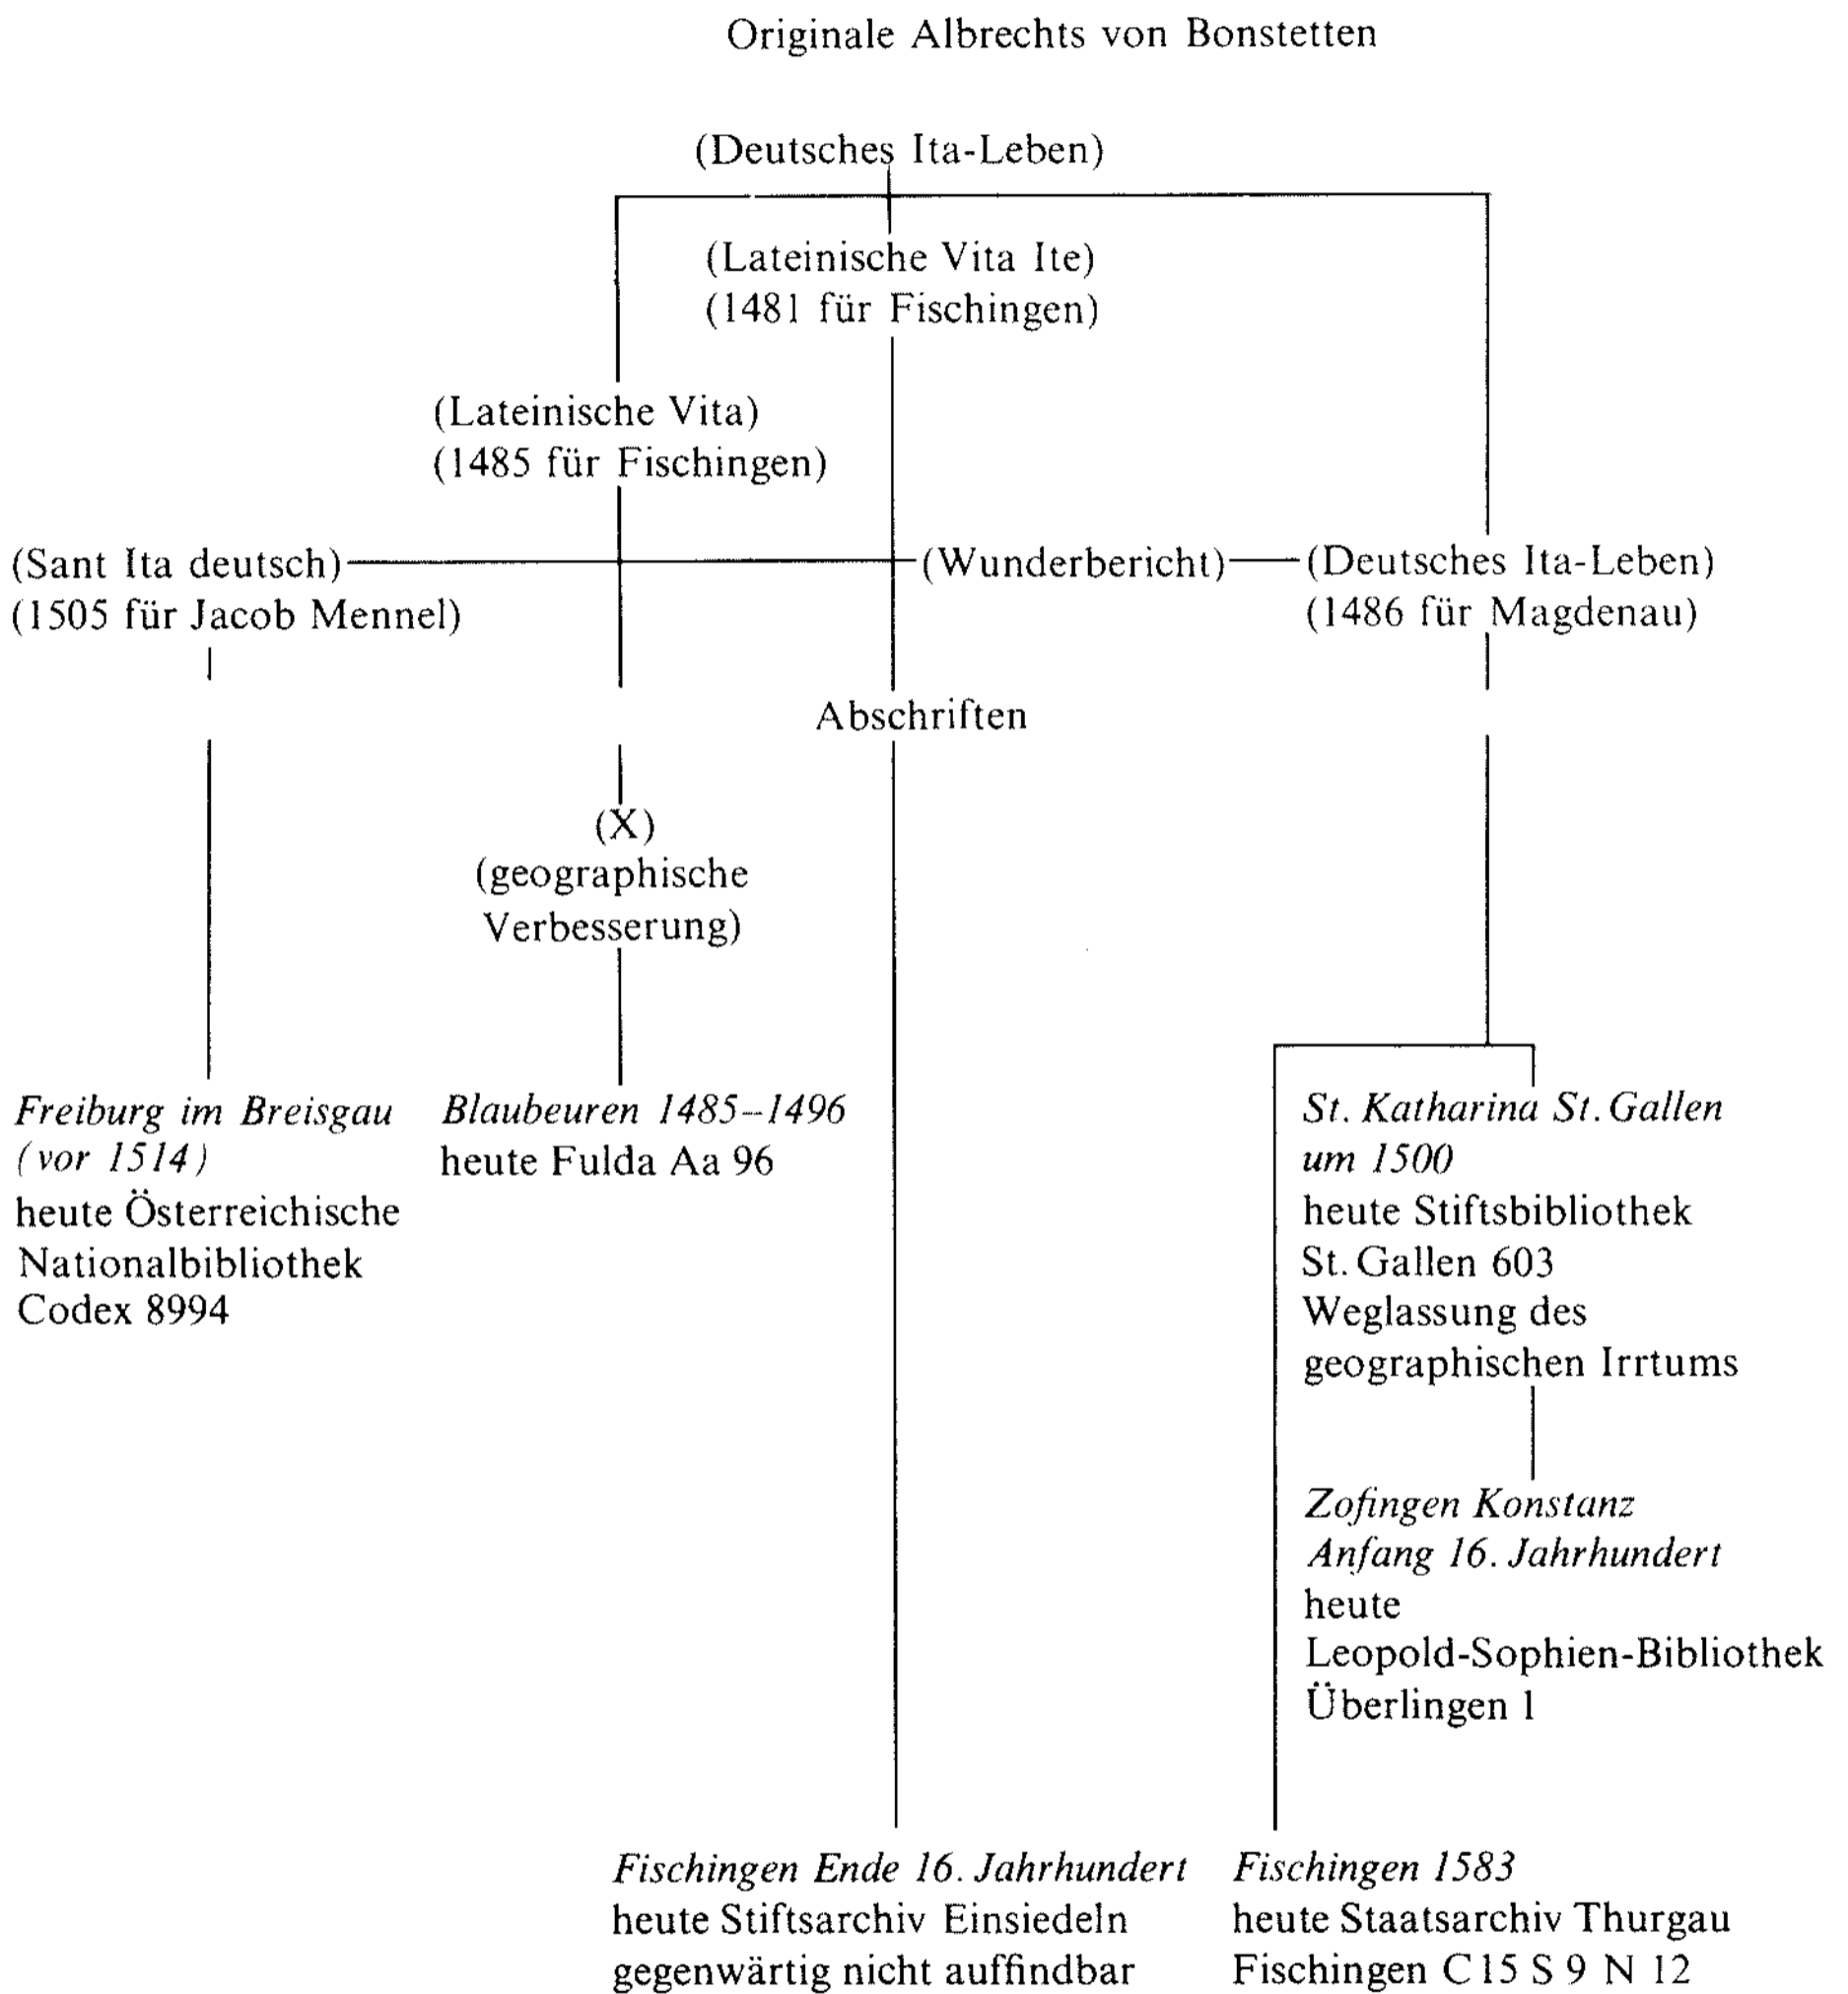 Originale Albrechts von Bonstetten
(Deutsches Ita-Leben)
(Lateinische Vita Ite)
(1481 für Fischingen)
(Lateinische Vita)
(1485 für Fischingen)
(Sant Ita deutsch)
(1505 für Jacob Mennel)
(Wunderbericht)
(Deutsches Ita-Leben)
(1486 für Magdenau)
Abschriften
(X)
(geographische
Verbesserung)
Freiburg im Breisgau
(vor 1514)
heute Österreichische
Nationalbibliothek
Codex 8994
Blaubeuren 1485–1496
heute Fulda Aa 96
St. Katharina St. Gallen
um 1500
heute Stiftsbibliothek
St. Gallen 603
Weglassung des
geographischen Irrtums
Zofingen Konstanz
Anfang 16. Jahrhundert
heute
Leopold-Sophien-Bibliothek
Überlingen 1
Fischingen Ende 16. Jahrhundert
heute Stiftsarchiv Einsiedeln
gegenwärtig nicht auffindbar
Fischingen 1583
heute Staatsarchiv Thurgau
Fischingen C 15 S 9 N 12